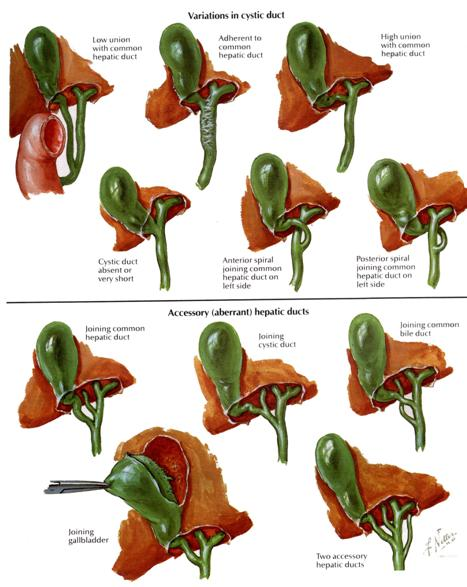 Variations in cystic duct
Low union
with common
hepatic duct
Adherent to
common
hepatic duct
High union
with common
hepatic duct
Cystic duct
absent or
very short
Anterior spiral
joining common
hepatic duct on
left side
Posterior spiral
joining common
hepatic duct on
left side
Accessory (aberrant) hepatic ducts
Joining common
hepatic duct
Joining
cystic duct
Joining common
bile duct
Joining
gallbladder
Two accessory
hepatic ducts
F. Netter